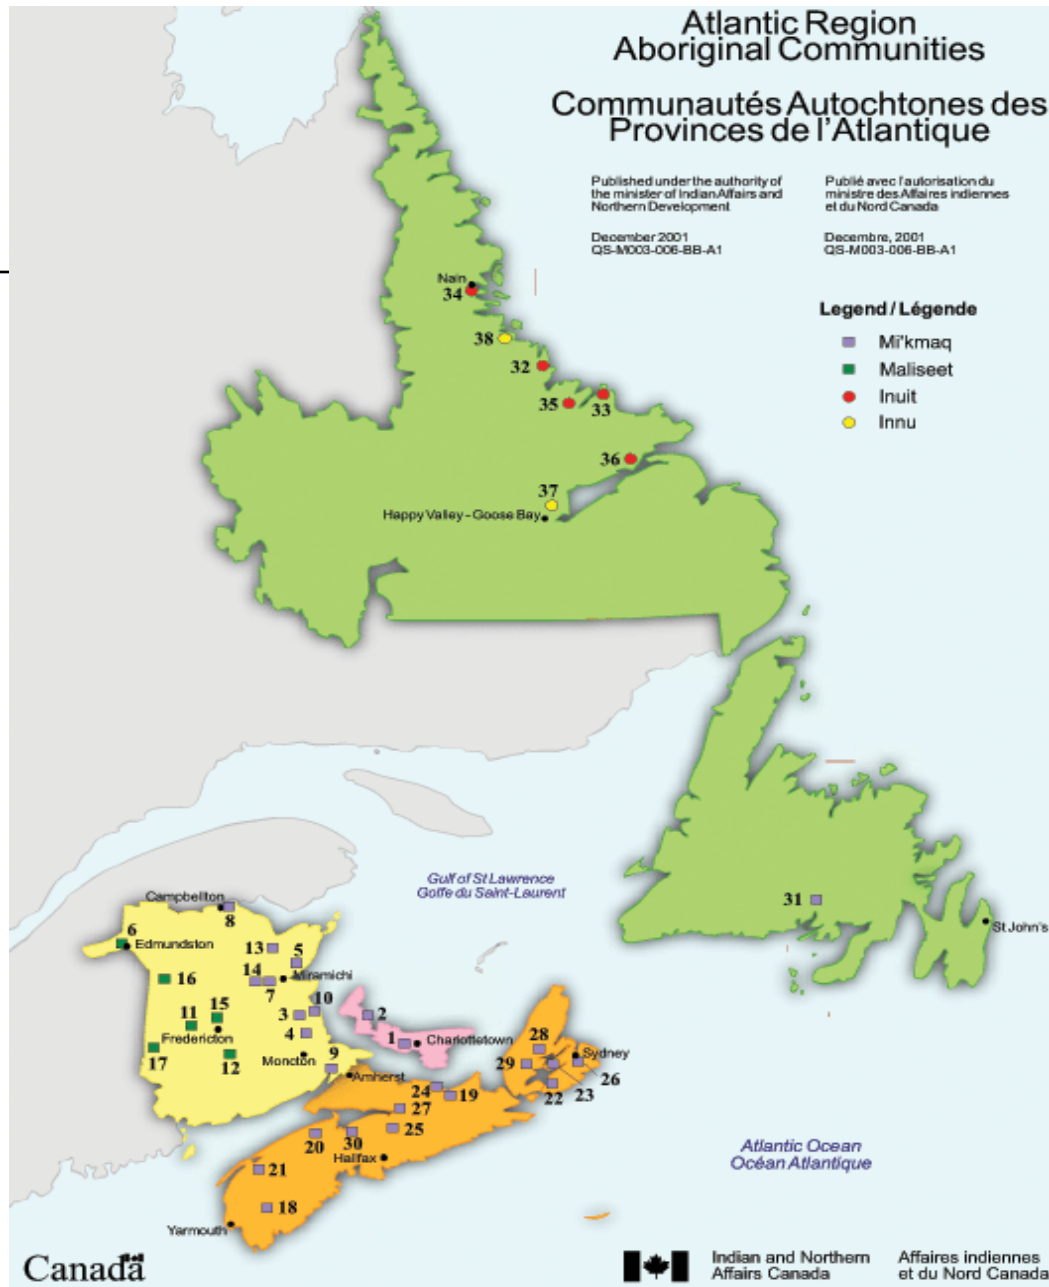 Atlantic Region
Aboriginal Communities
Communautés Autochtones des
Provinces de l'Atlantique
Published under the authority of
the minister of Indian Affairs and
Northern Development
December 2001
QS-M003-006-BB-A1
Publié avec l'autorisation du
ministre des Affaires indiennes
et du Nord Canada
Decembre, 2001
QS-M003-006-BB-A1
Legend / Légende
Mi'kmaq
Maliseet
Inuit
Innu
Nain
34
38
32
35
33
36
37
Happy Valley - Goose Bay
31
St John's
Gulf of St Lawrence
Golfe du Saint-Laurent
Campbellton
8
6
Edmundston
13
5
16
14
Miramichi
7
10
15
3
2
11
Fredericton
4
1
Charlottetown
17
12
Moncton
9
28
Sydney
29
26
Amherst
23
22
24
19
27
20
30
25
Halifax
21
18
Yarmouth
Atlantic Ocean
Océan Atlantique
Canada
Indian and Northern
Affairs Canada
Affaires indiennes
et du Nord Canada